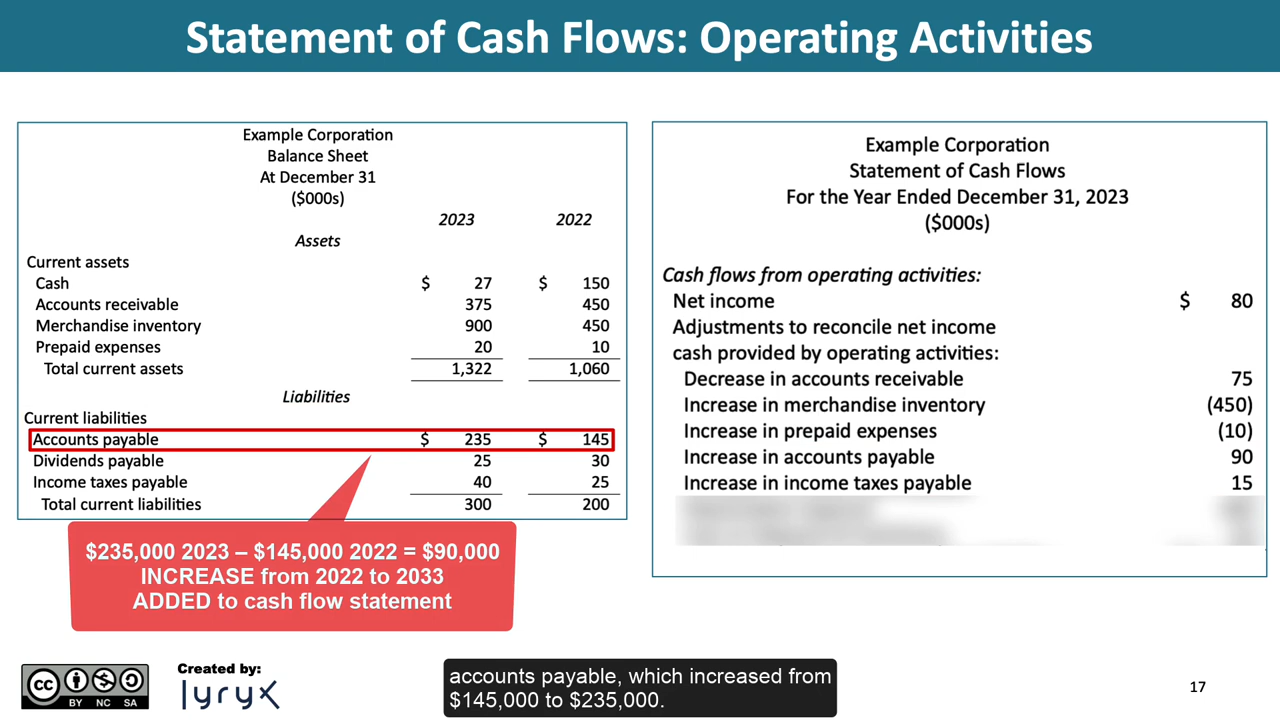 Statement of Cash Flows: Operating Activities
Example Corporation
Balance Sheet
At December 31
($000s)
2023 2022
Assets
Current assets
Cash $ 27 $ 150
Accounts receivable 375 450
Merchandise inventory 900 450
Prepaid expenses 20 10
Total current assets 1,322 1,060
Liabilities
Current liabilities
Accounts payable $ 235 $ 145
Dividends payable 25 30
Income taxes payable 40 25
Total current liabilities 300 200
$235,000 2023 – $145,000 2022 = $90,000
INCREASE from 2022 to 2033
ADDED to cash flow statement
Example Corporation
Statement of Cash Flows
For the Year Ended December 31, 2023
($000s)
Cash flows from operating activities:
Net income $ 80
Adjustments to reconcile net income
cash provided by operating activities:
Decrease in accounts receivable 75
Increase in merchandise inventory (450)
Increase in prepaid expenses (10)
Increase in accounts payable 90
Increase in income taxes payable 15
cc BY NC SA
Created by:
lyryx
accounts payable, which increased from
$145,000 to $235,000.
17